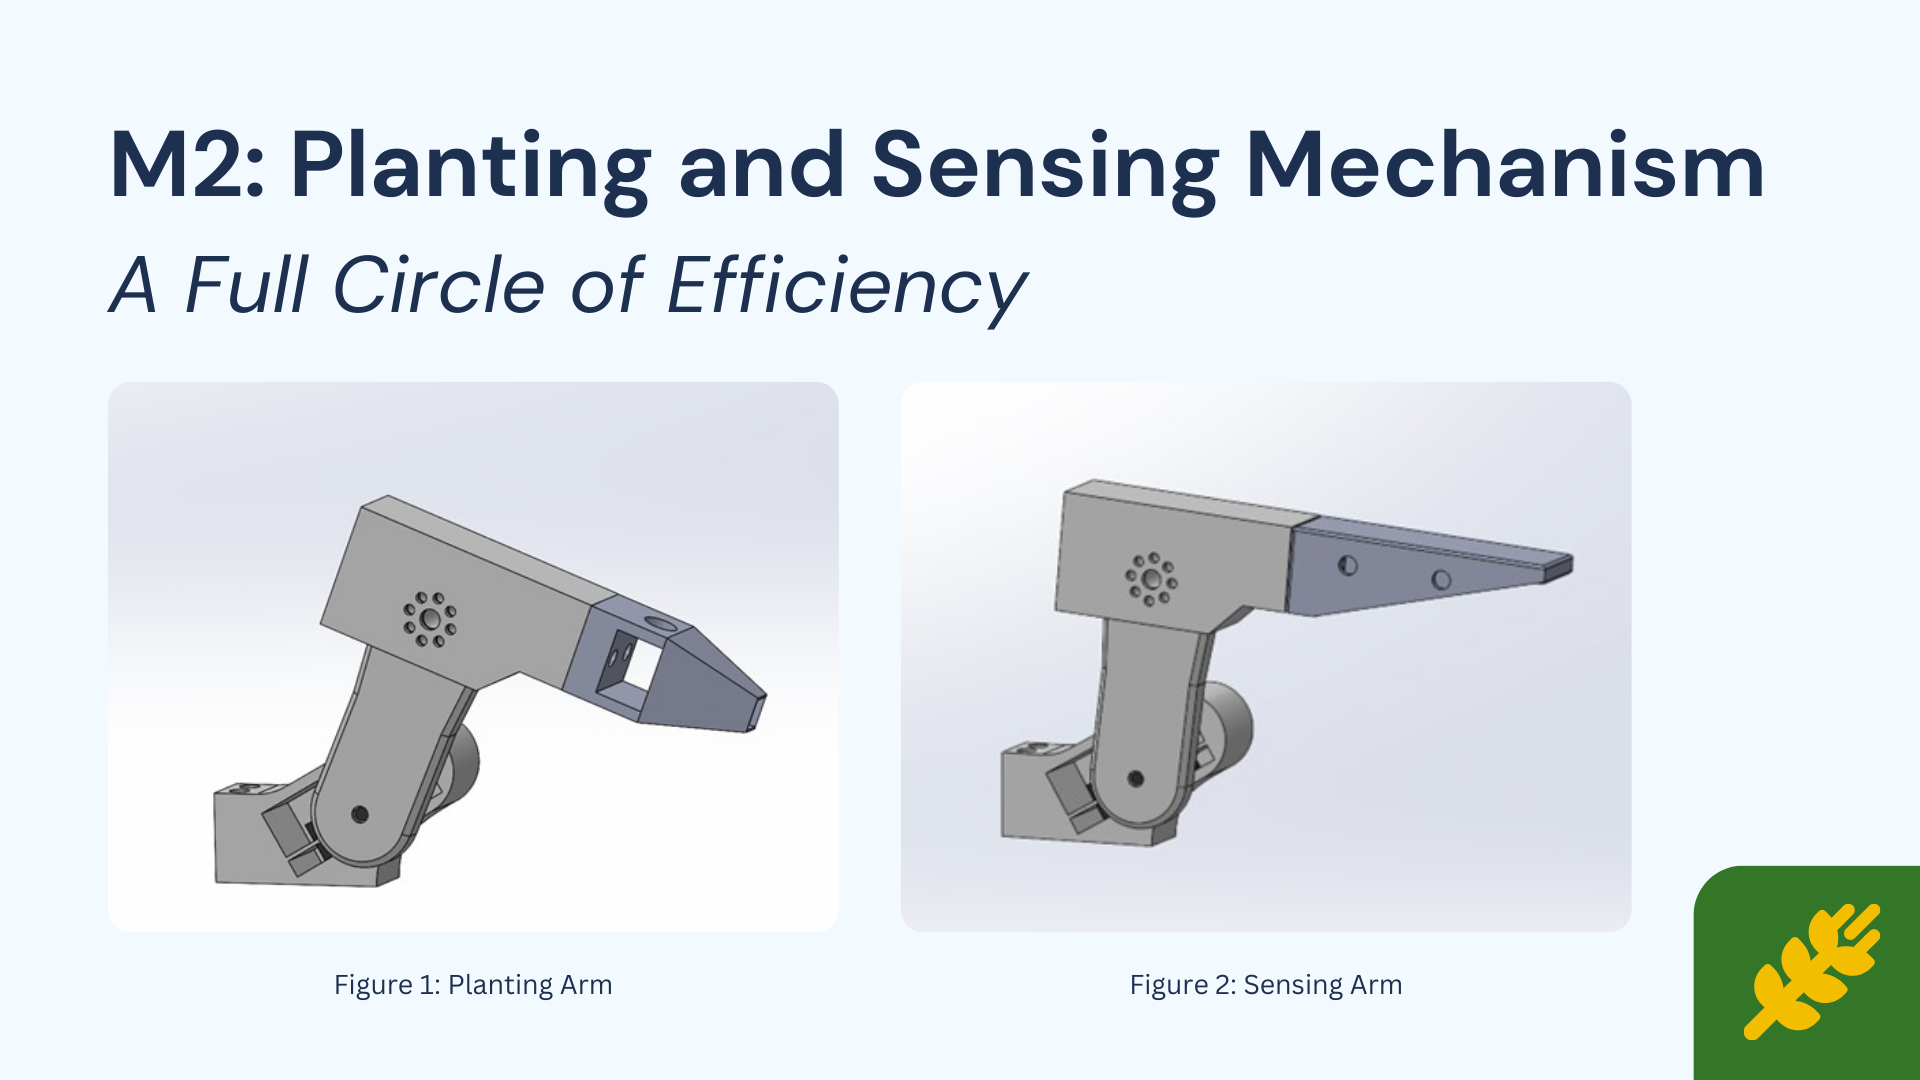 M2: Planting and Sensing Mechanism
A Full Circle of Efficiency
Figure 1: Planting Arm
Figure 2: Sensing Arm